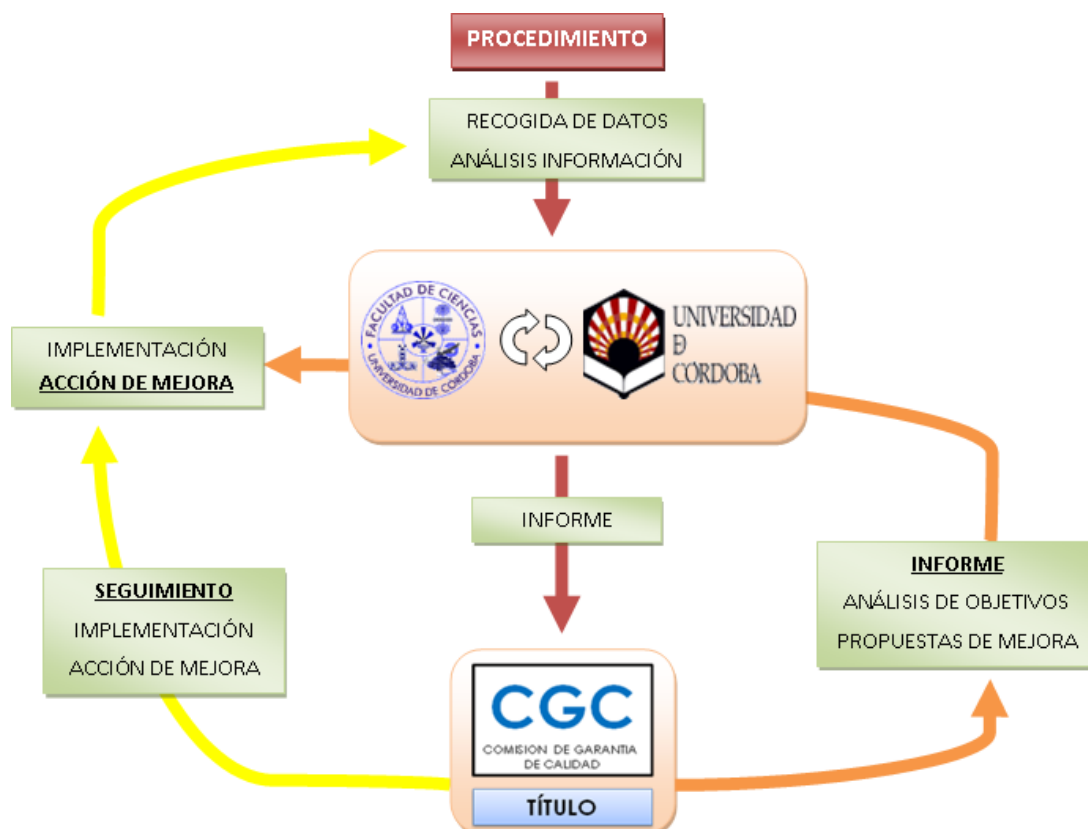 PROCEDIMIENTO
RECOGIDA DE DATOS
ANÁLISIS INFORMACIÓN
FACULTAD DE CIENCIAS
UNIVERSIDAD DE CÓRDOBA
UNIVERSIDAD
Đ
CÓRDOBA
IMPLEMENTACIÓN
ACCIÓN DE MEJORA
INFORME
SEGUIMIENTO
IMPLEMENTACIÓN
ACCIÓN DE MEJORA
INFORME
ANÁLISIS DE OBJETIVOS
PROPUESTAS DE MEJORA
CGC
COMISION DE GARANTIA
DE CALIDAD
TÍTULO